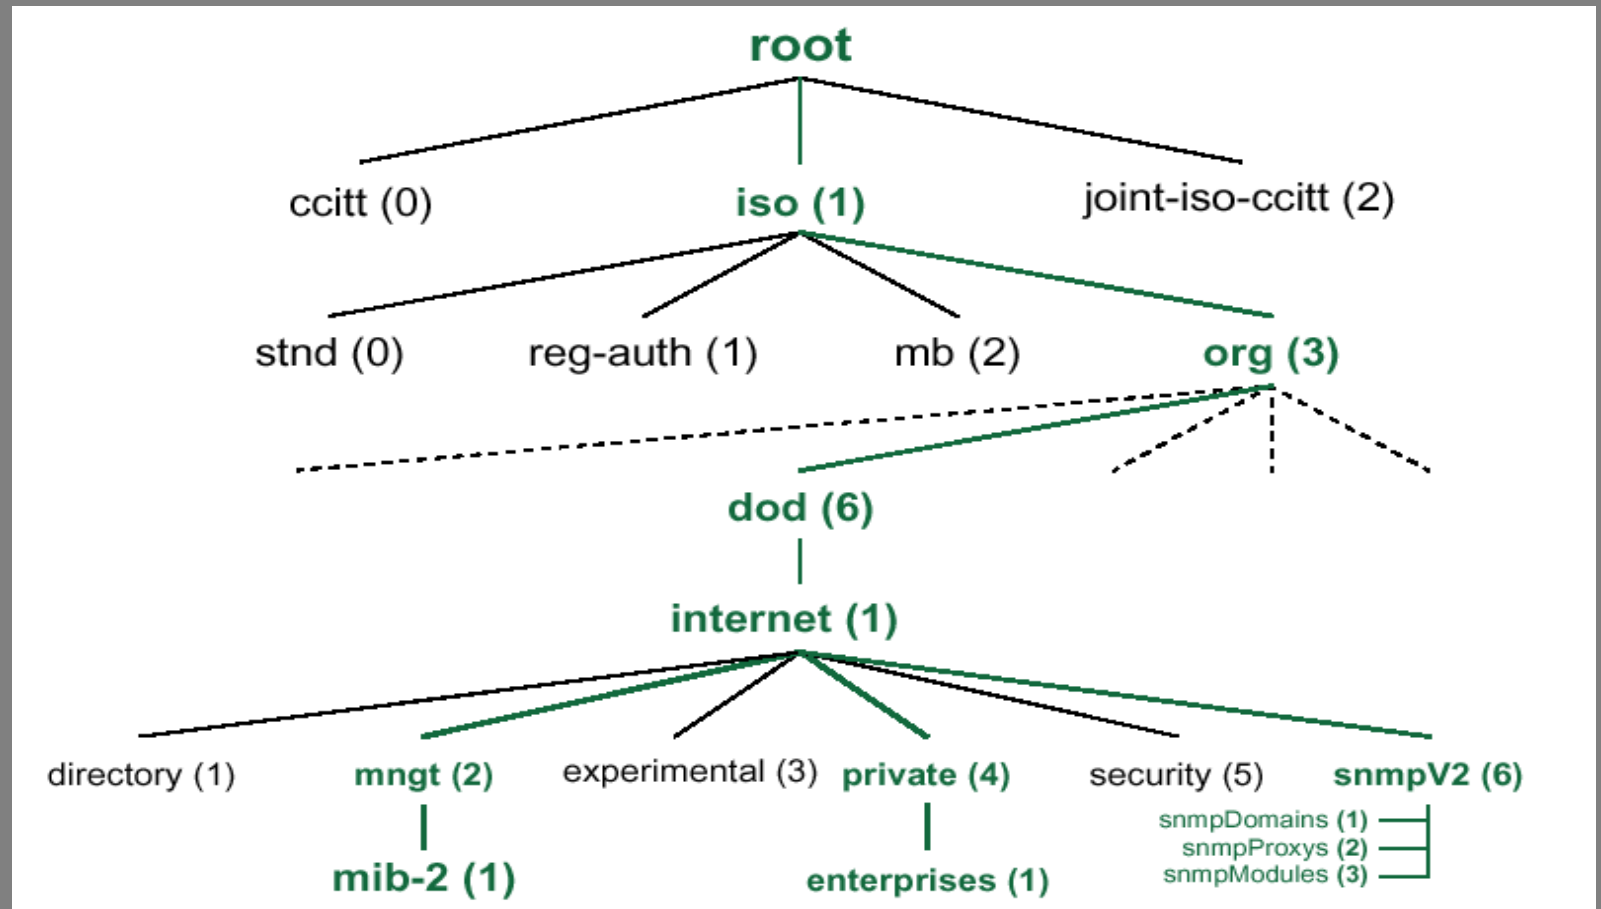 root
ccitt (0)
iso (1)
joint-iso-ccitt (2)
stnd (0)
reg-auth (1)
mb (2)
org (3)
dod (6)
internet (1)
directory (1)
mngt (2)
experimental (3)
private (4)
security (5)
snmpV2 (6)
snmpDomains (1)
snmpProxys (2)
snmpModules (3)
mib-2 (1)
enterprises (1)